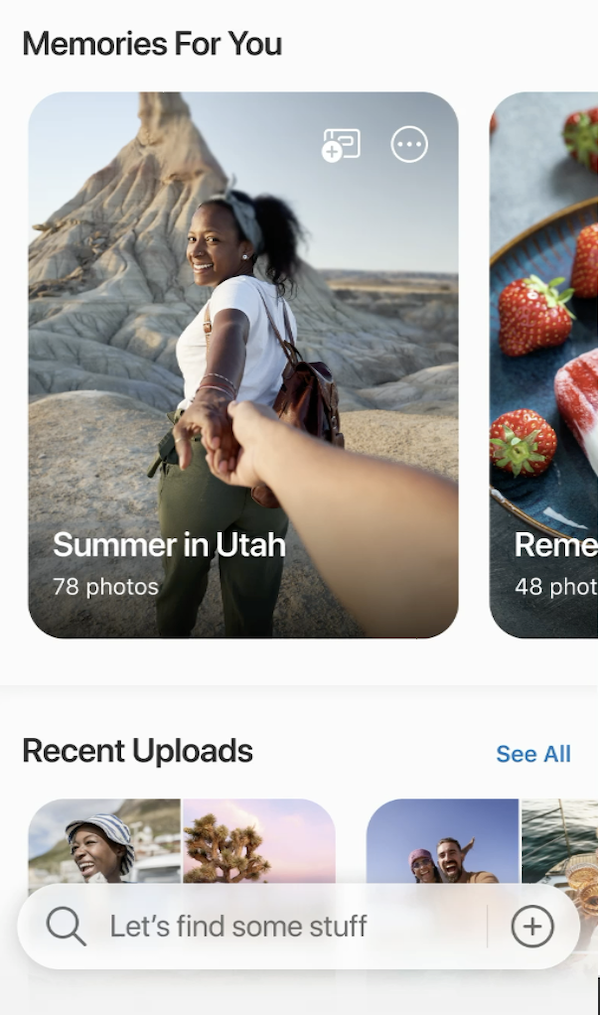 Memories For You
Summer in Utah
78 photos
Reme
48 phot
Recent Uploads
See All
Let’s find some stuff